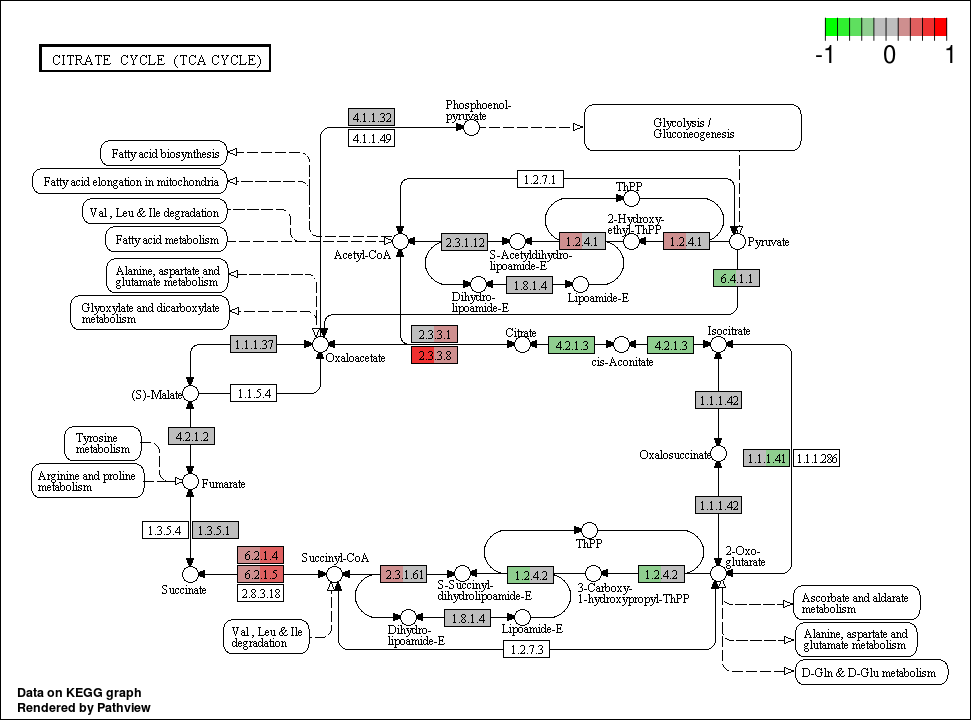 CITRATE CYCLE (TCA CYCLE)
-1 0 1
4.1.1.32
4.1.1.49
Phosphoenol-
pyruvate
Glycolysis /
Gluconeogenesis
Fatty acid biosynthesis
Fatty acid elongation in mitochondria
Val , Leu & Ile degradation
Fatty acid metabolism
Alanine, aspartate and
glutamate metabolism
Glyoxylate and dicarboxylate
metabolism
1.2.7.1
ThPP
2-Hydroxy-
ethyl-ThPP
Acetyl-CoA
2.3.1.12
S-Acetyldihydro-
lipoamide-E
1.2.4.1
1.2.4.1
Pyruvate
Dihydro-
lipoamide-E
1.8.1.4
Lipoamide-E
6.4.1.1
1.1.1.37
Oxaloacetate
2.3.3.1
2.3.3.8
Citrate
4.2.1.3
cis-Aconitate
4.2.1.3
Isocitrate
(S)-Malate
1.1.5.4
1.1.1.42
Tyrosine
metabolism
4.2.1.2
Arginine and proline
metabolism
Fumarate
Oxalosuccinate
1.1.1.41
1.1.1.286
1.1.1.42
1.3.5.4
1.3.5.1
ThPP
6.2.1.4
6.2.1.5
2.8.3.18
Succinate
Succinyl-CoA
2.3.1.61
S-Succinyl-
dihydrolipoamide-E
1.2.4.2
3-Carboxy-
1-hydroxypropyl-ThPP
1.2.4.2
2-Oxo-
glutarate
Val , Leu & Ile
degradation
Dihydro-
lipoamide-E
1.8.1.4
Lipoamide-E
1.2.7.3
Ascorbate and aldarate
metabolism
Alanine, aspartate and
glutamate metabolism
D-Gln & D-Glu metabolism
Data on KEGG graph
Rendered by Pathview